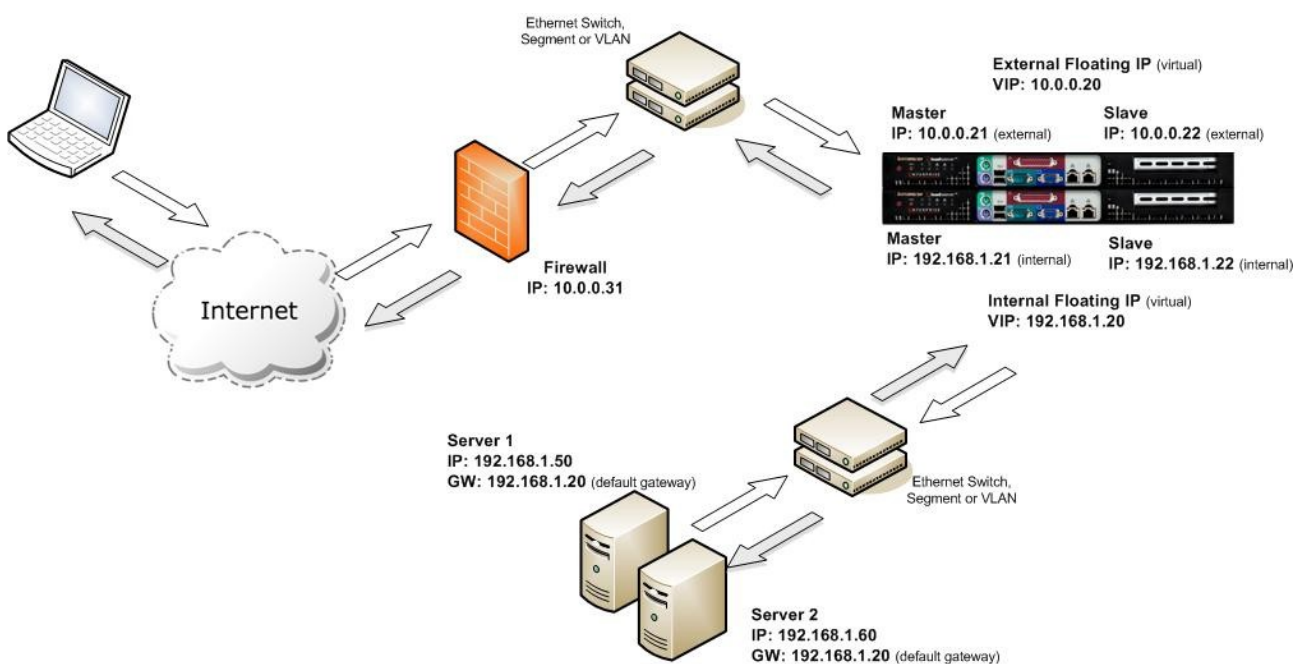 Ethernet Switch,
Segment or VLAN
External Floating IP (virtual)
VIP: 10.0.0.20
Master
IP: 10.0.0.21 (external)
Slave
IP: 10.0.0.22 (external)
Master
IP: 192.168.1.21 (internal)
Slave
IP: 192.168.1.22 (internal)
Firewall
IP: 10.0.0.31
Internet
Internal Floating IP (virtual)
VIP: 192.168.1.20
Server 1
IP: 192.168.1.50
GW: 192.168.1.20 (default gateway)
Ethernet Switch,
Segment or VLAN
Server 2
IP: 192.168.1.60
GW: 192.168.1.20 (default gateway)